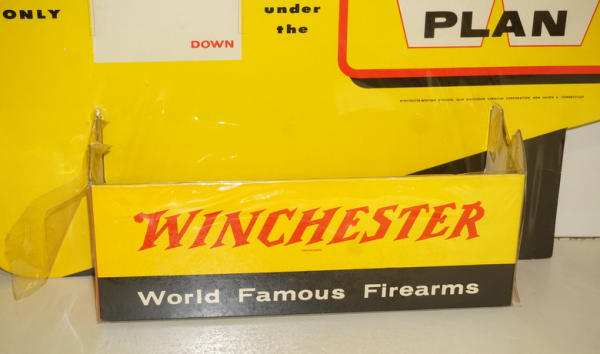 ONLY
under
the
DOWN
PLAN
WINCHESTER
World Famous Firearms